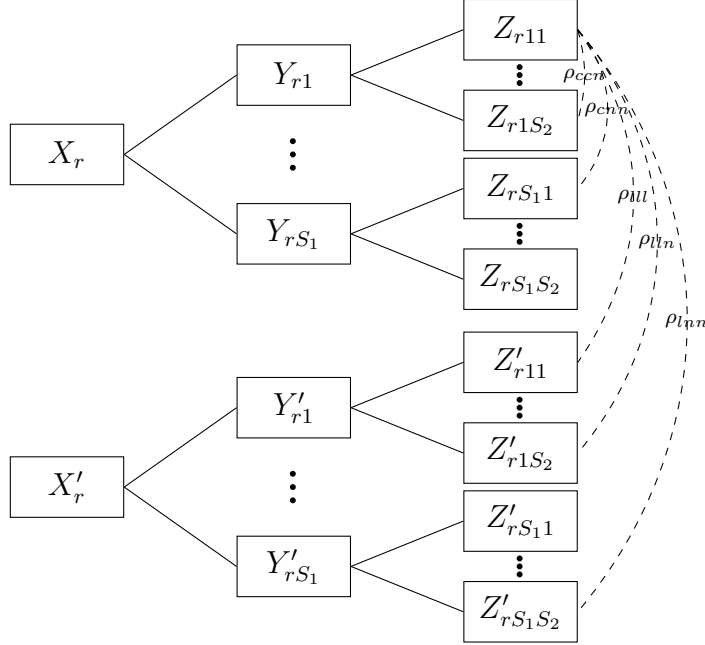 Z_{r11}
Y_{r1}
ρ_{ccn}
ρ_{cnn}
Z_{r1S_2}
X_r
Z_{rS_11}
ρ_{lll}
Y_{rS_1}
ρ_{lln}
Z_{rS_1S_2}
ρ_{lnn}
Z'_{r11}
Y'_{r1}
Z'_{r1S_2}
X'_r
Z'_{rS_11}
Y'_{rS_1}
Z'_{rS_1S_2}